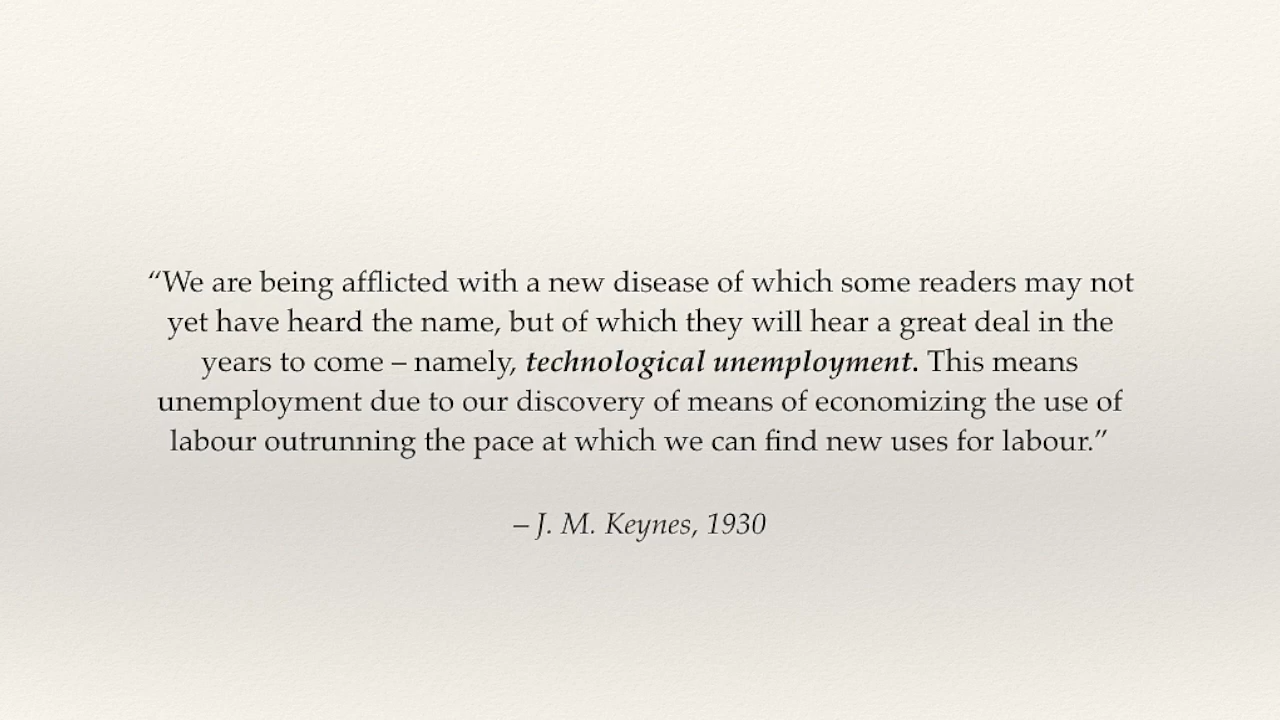 “We are being afflicted with a new disease of which some readers may not
yet have heard the name, but of which they will hear a great deal in the
years to come – namely, technological unemployment. This means
unemployment due to our discovery of means of economizing the use of
labour outrunning the pace at which we can find new uses for labour.”
– J. M. Keynes, 1930